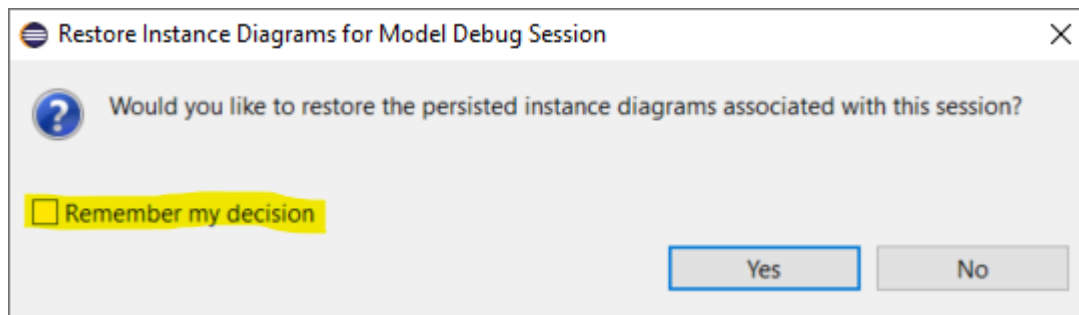 Restore Instance Diagrams for Model Debug Session
Would you like to restore the persisted instance diagrams associated with this session?
Remember my decision
Yes
No